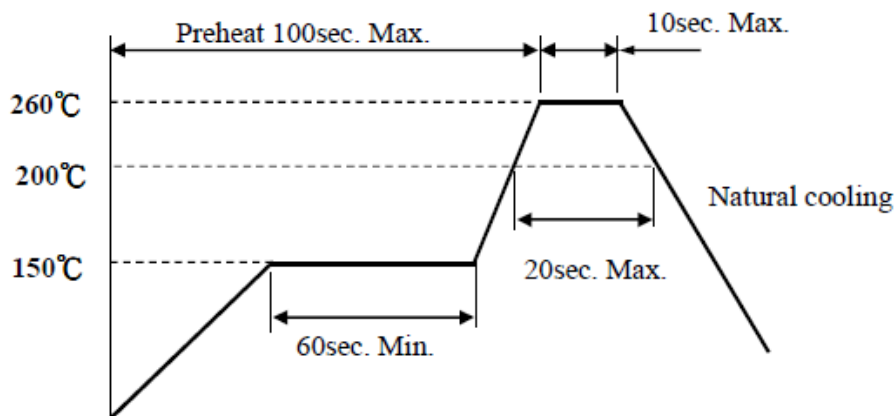 Preheat 100sec. Max.
10sec. Max.
260℃
200℃
Natural cooling
150℃
20sec. Max.
60sec. Min.